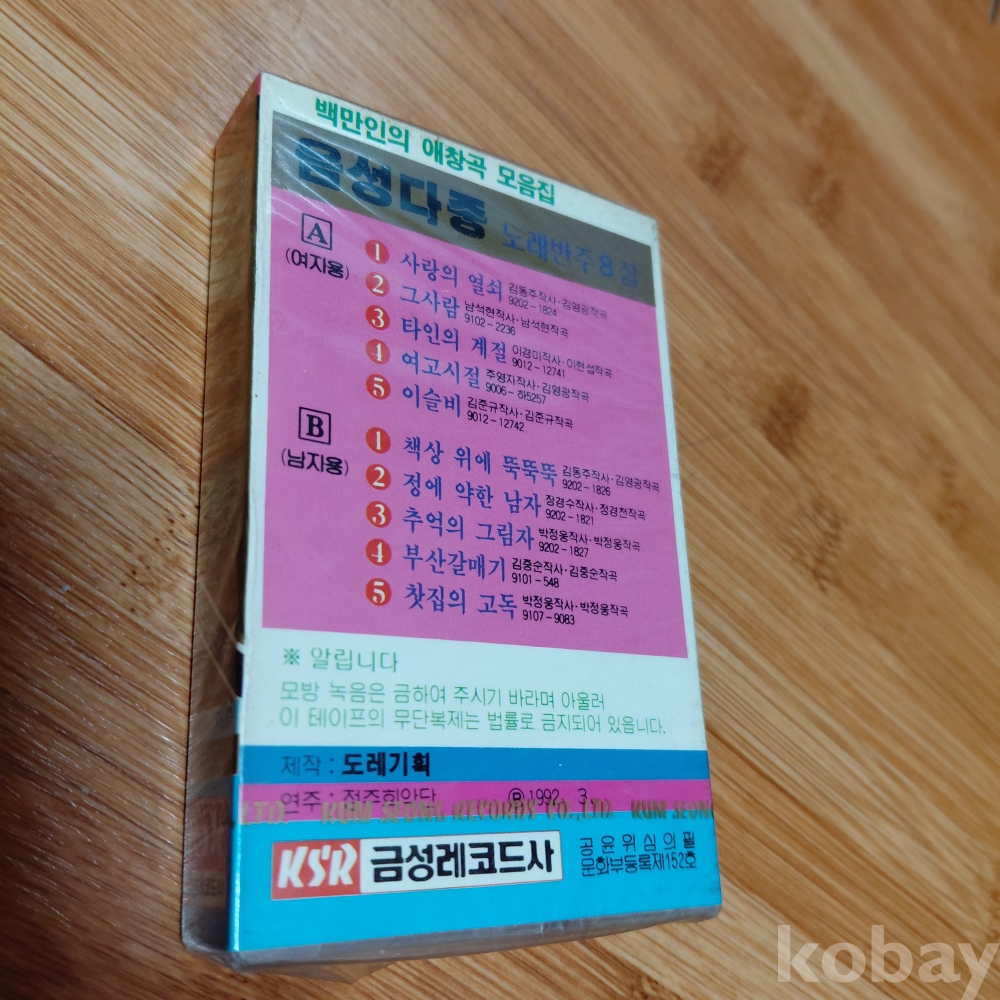 백만인의 애창곡 모음집
음성다중 노래반주 8집
A
(여자용)
1 사랑의 열쇠 김동주작사·김영광작곡
9202-1824
2 그사람 남석현작사·남석현작곡
9102-2236
3 타인의 계절 이경미작사·이현섭작곡
9012-12741
4 여고시절 주영자작사·김영광작곡
9006-하5257
5 이슬비 김준규작사·김준규작곡
9012-12742
B
(남자용)
1 책상 위에 뚝뚝뚝 김동주작사·김영광작곡
9202-1826
2 정에 약한 남자 장경수작사·정경천작곡
9202-1821
3 추억의 그림자 박정웅작사·박정웅작곡
9202-1827
4 부산갈매기 김중순작사·김중순작곡
9101-548
5 찻집의 고독 박정웅작사·박정웅작곡
9107-9083
※ 알립니다
모방 녹음은 금하여 주시기 바라며 아울러
이 테이프의 무단복제는 법률로 금지되어 있읍니다.
제작 : 도레기획
연주 : ℗ 1992. 3.
LTD. KUM SEONG RECORDS CO., LTD. KUM SEONG
KSR 금성레코드사
공윤위심의필
문화부등록제152호
kobay